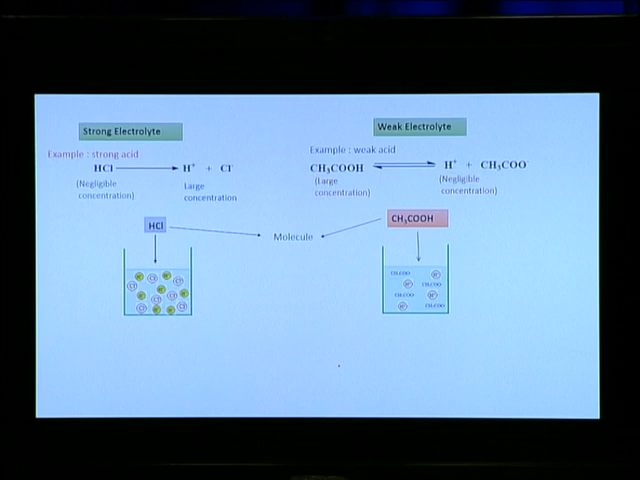 Strong Electrolyte
Example : strong acid
HCl → H⁺ + Cl⁻
(Negligible
concentration)
Large
concentration
HCl
Weak Electrolyte
Example : weak acid
CH₃COOH ⇌ H⁺ + CH₃COO
(Large
concentration)
(Negligible
concentration)
CH₃COOH
Molecule